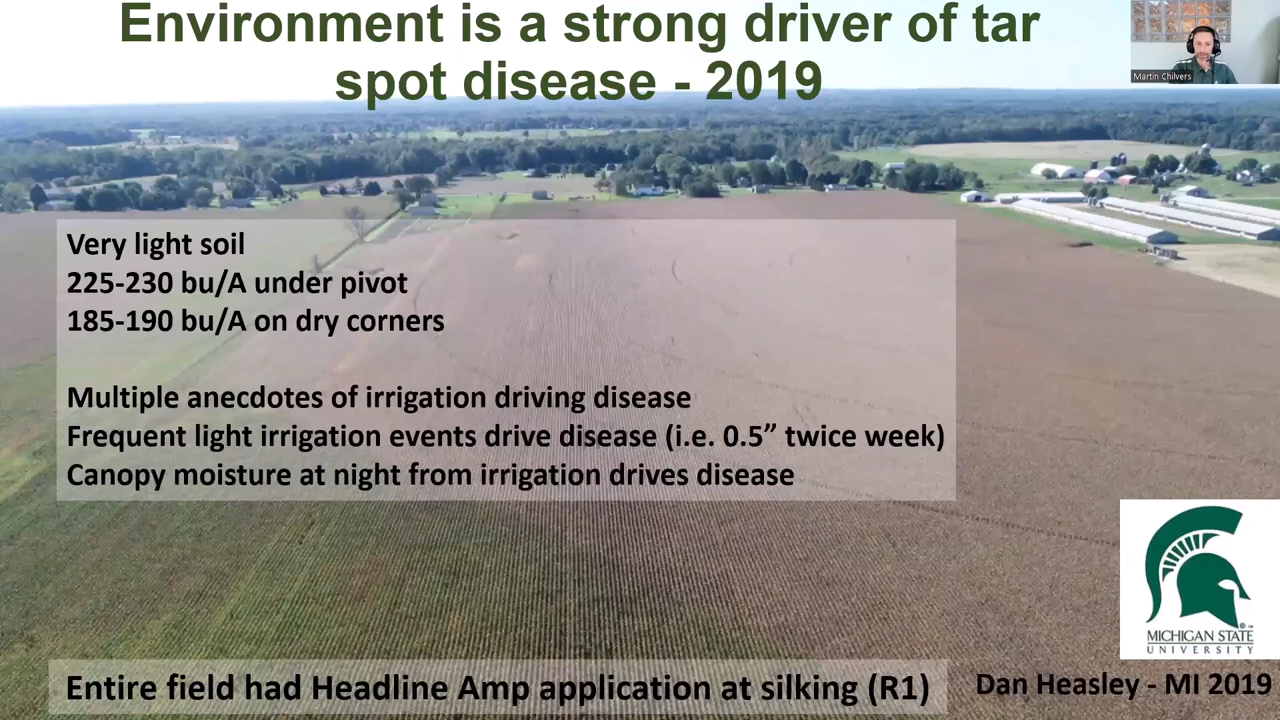 Environment is a strong driver of tar
spot disease - 2019
Martin Chilvers
Very light soil
225-230 bu/A under pivot
185-190 bu/A on dry corners
Multiple anecdotes of irrigation driving disease
Frequent light irrigation events drive disease (i.e. 0.5” twice week)
Canopy moisture at night from irrigation drives disease
MICHIGAN STATE
UNIVERSITY
Entire field had Headline Amp application at silking (R1)
Dan Heasley - MI 2019